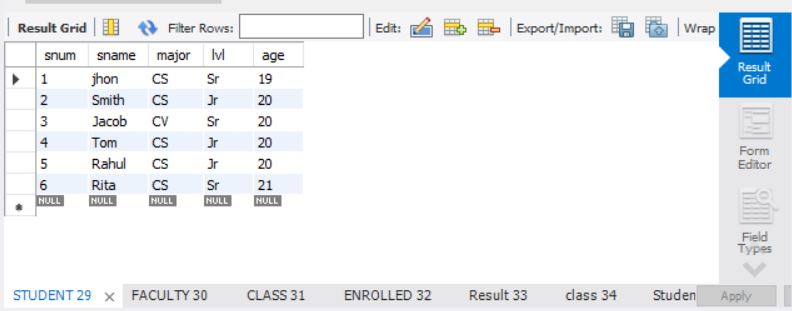 Result Grid Filter Rows: Edit: Export/Import: Wrap
snum sname major lvl age
1 jhon CS Sr 19
2 Smith CS Jr 20
3 Jacob CV Sr 20
4 Tom CS Jr 20
5 Rahul CS Jr 20
6 Rita CS Sr 21
NULL NULL NULL NULL NULL
Result
Grid
Form
Editor
Field
Types
STUDENT 29 FACULTY 30 CLASS 31 ENROLLED 32 Result 33 class 34 Studen Apply